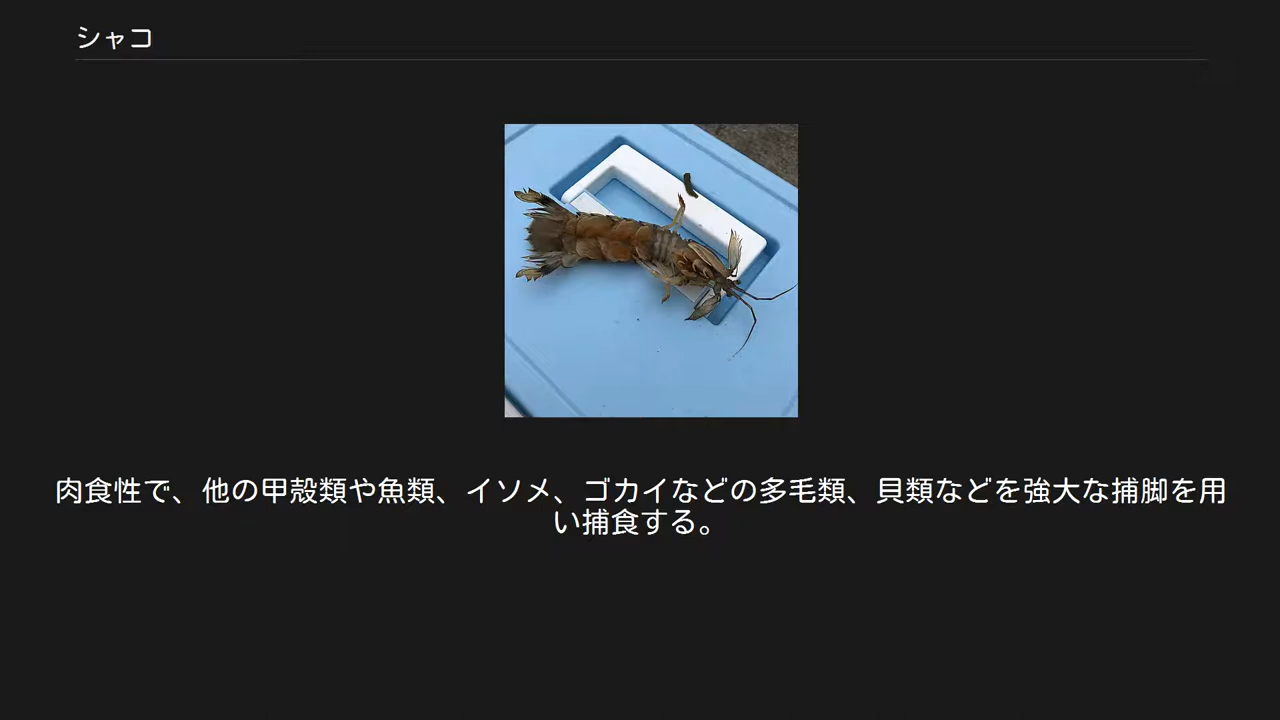 シャコ
肉食性で、他の甲殻類や魚類、イソメ、ゴカイなどの多毛類、貝類などを強大な捕脚を用
い捕食する。